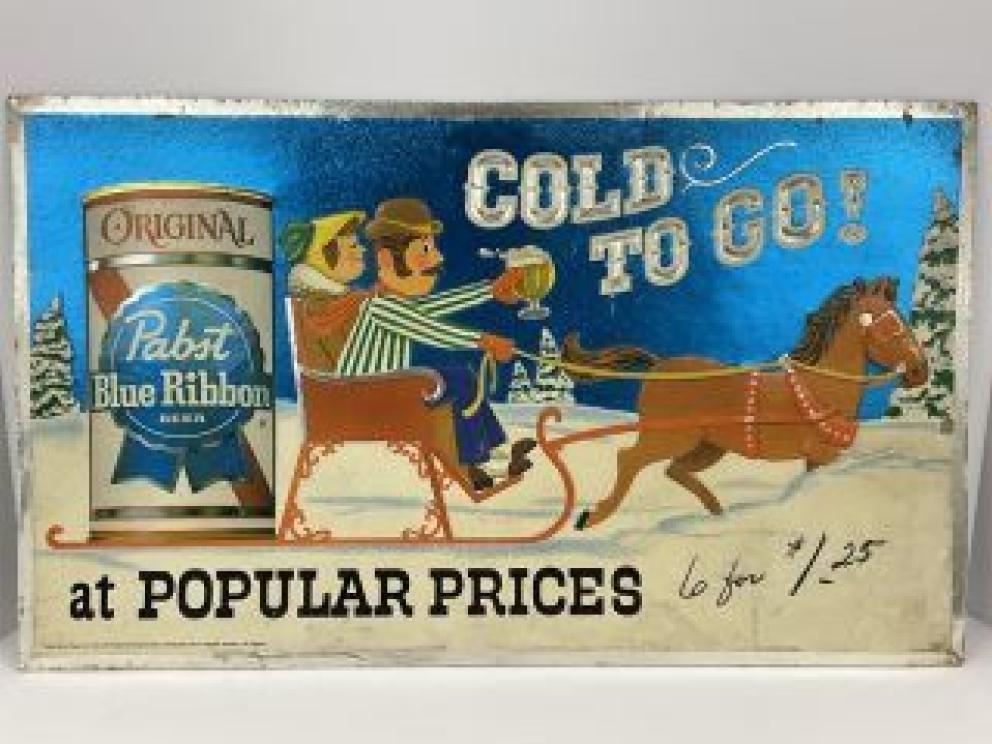 COLD
TO GO!
ORIGINAL
Pabst
Blue Ribbon
BEER
at POPULAR PRICES
6 for $1.25